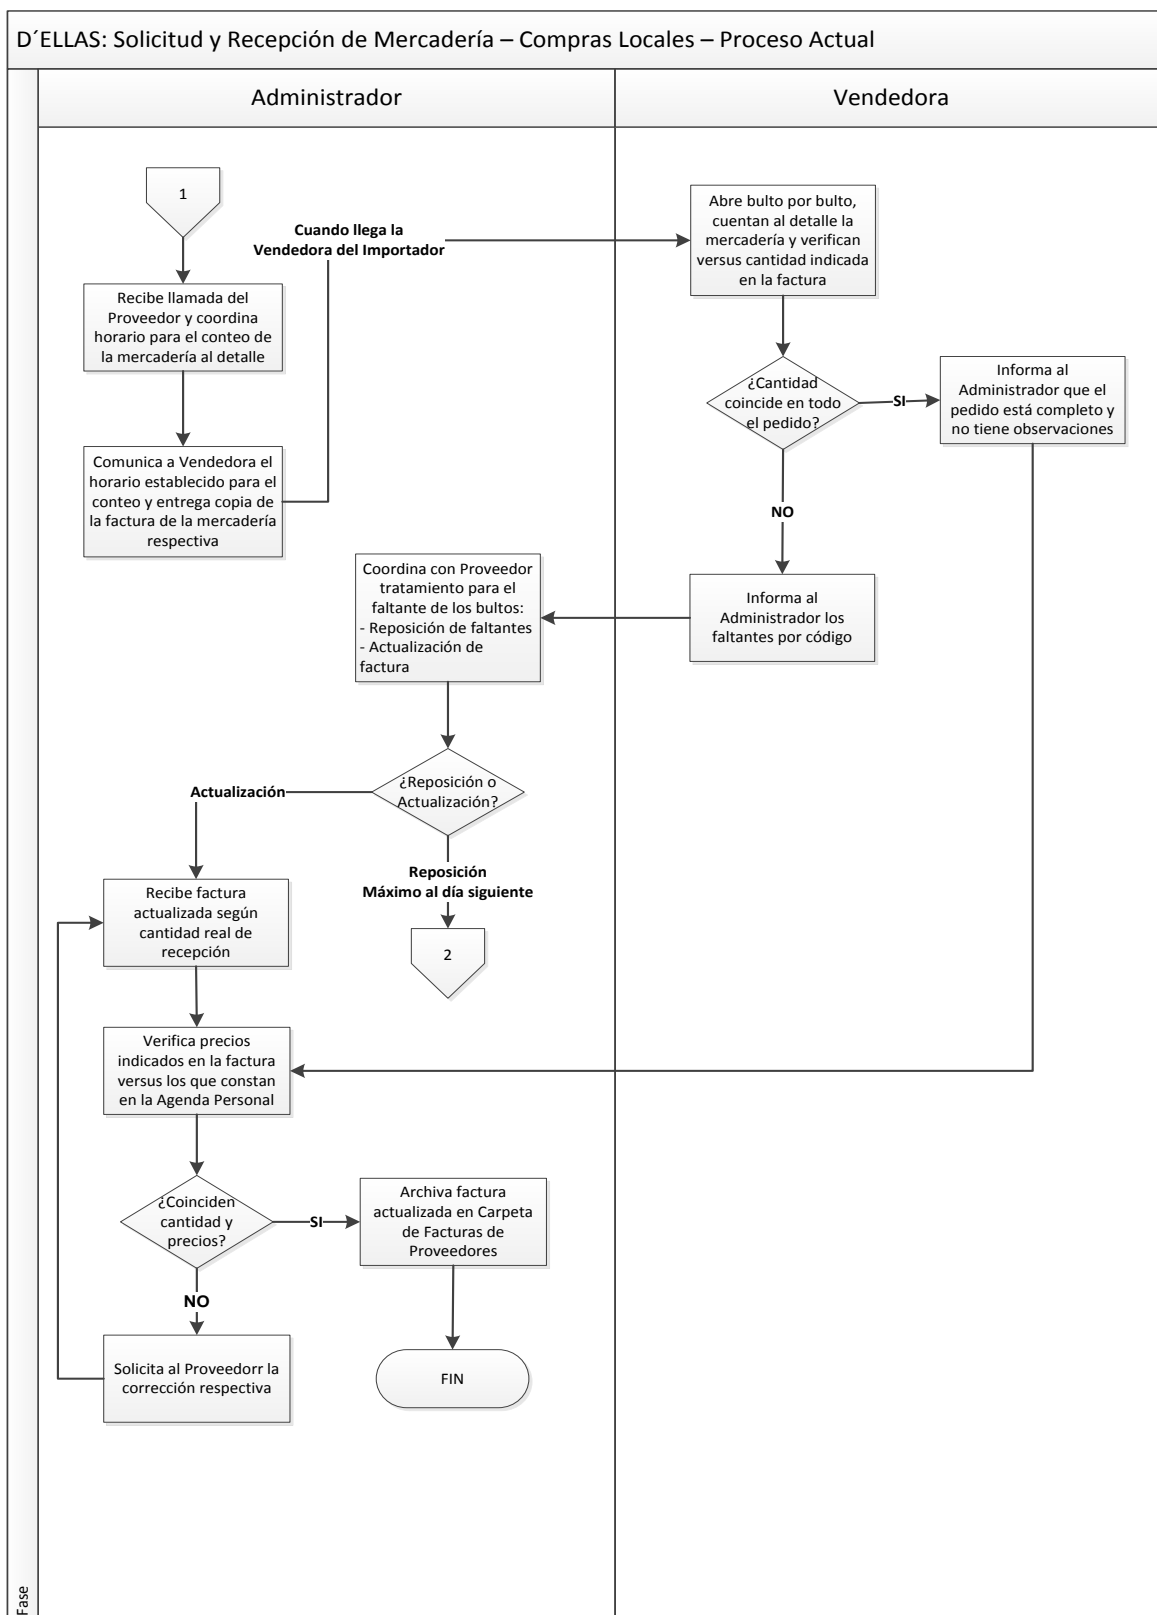 D´ELLAS: Solicitud y Recepción de Mercadería – Compras Locales – Proceso Actual
Administrador
Vendedora
1
Recibe llamada del
Proveedor y coordina
horario para el conteo de
la mercadería al detalle
Comunica a Vendedora el
horario establecido para el
conteo y entrega copia de
la factura de la mercadería
respectiva
Cuando llega la
Vendedora del Importador
Abre bulto por bulto,
cuentan al detalle la
mercadería y verifican
versus cantidad indicada
en la factura
¿Cantidad
coincide en todo
el pedido?
SI
Informa al
Administrador que el
pedido está completo y
no tiene observaciones
NO
Informa al
Administrador los
faltantes por código
Coordina con Proveedor
tratamiento para el
faltante de los bultos:
- Reposición de faltantes
- Actualización de
factura
¿Reposición o
Actualización?
Actualización
Reposición
Máximo al día siguiente
2
Recibe factura
actualizada según
cantidad real de
recepción
Verifica precios
indicados en la factura
versus los que constan
en la Agenda Personal
¿Coinciden
cantidad y
precios?
SI
Archiva factura
actualizada en Carpeta
de Facturas de
Proveedores
NO
Solicita al Proveedorr la
corrección respectiva
FIN
Fase